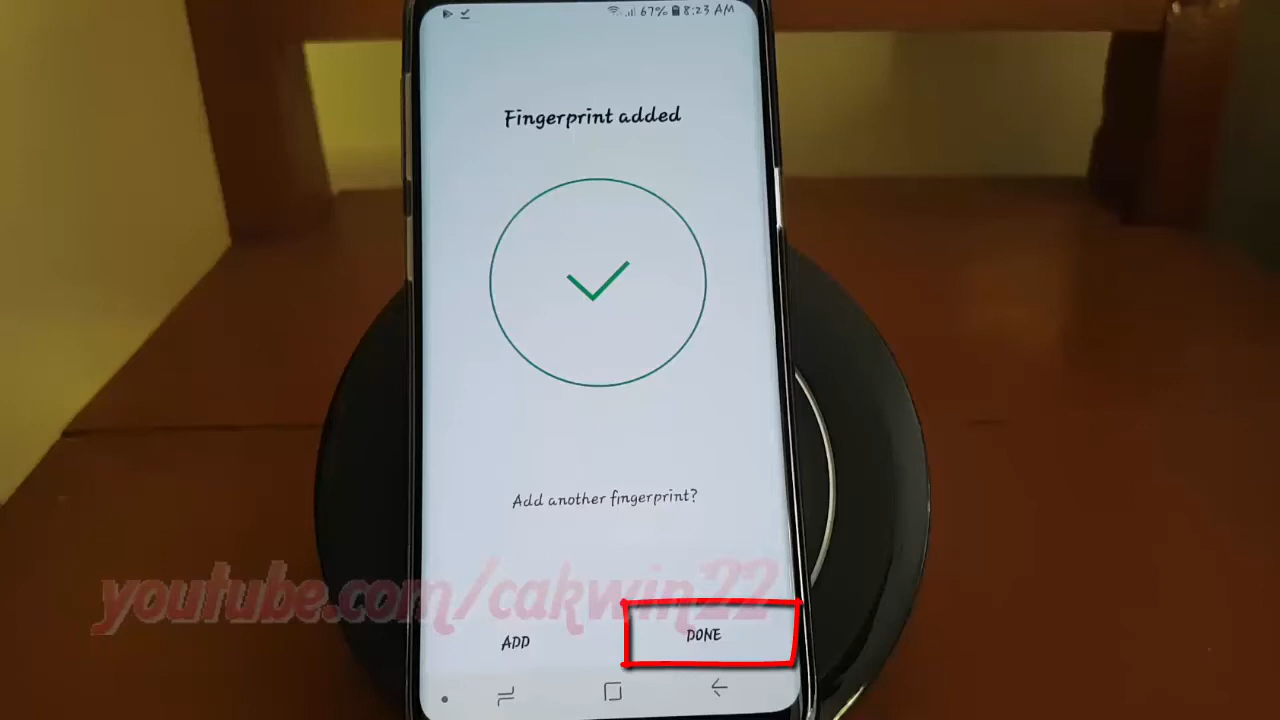 67% 8:23 AM
Fingerprint added
Add another fingerprint?
youtube.com/cakwin22
ADD
DONE